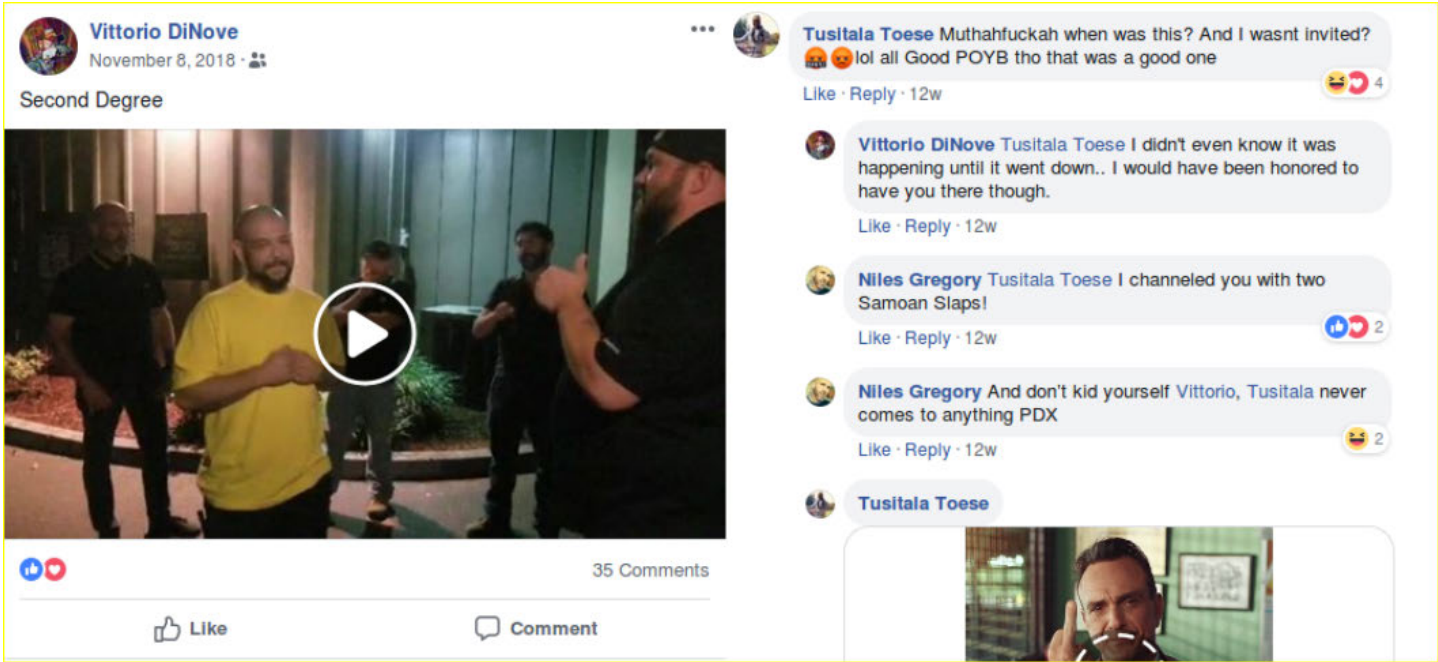 Vittorio DiNove
November 8, 2018 ·
Second Degree
35 Comments
Like
Comment
Tusitala Toese Muthahfuckah when was this? And I wasnt invited?
lol all Good POYB tho that was a good one
4
Like · Reply · 12w
Vittorio DiNove Tusitala Toese I didn't even know it was
happening until it went down.. I would have been honored to
have you there though.
Like · Reply · 12w
Niles Gregory Tusitala Toese I channeled you with two
Samoan Slaps!
2
Like · Reply · 12w
Niles Gregory And don't kid yourself Vittorio, Tusitala never
comes to anything PDX
2
Like · Reply · 12w
Tusitala Toese